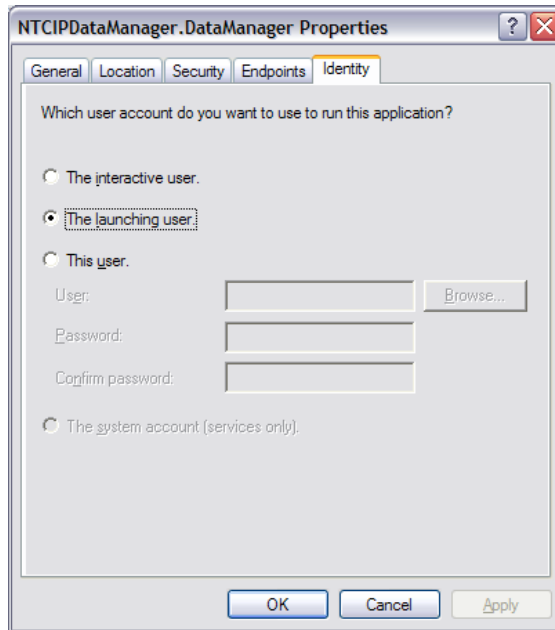 NTCIPDataManager.DataManager Properties
?
X
General Location Security Endpoints Identity
Which user account do you want to use to run this application?
The interactive user.
The launching user.
This user.
User:
Browse...
Password:
Confirm password:
The system account (services only).
OK Cancel Apply